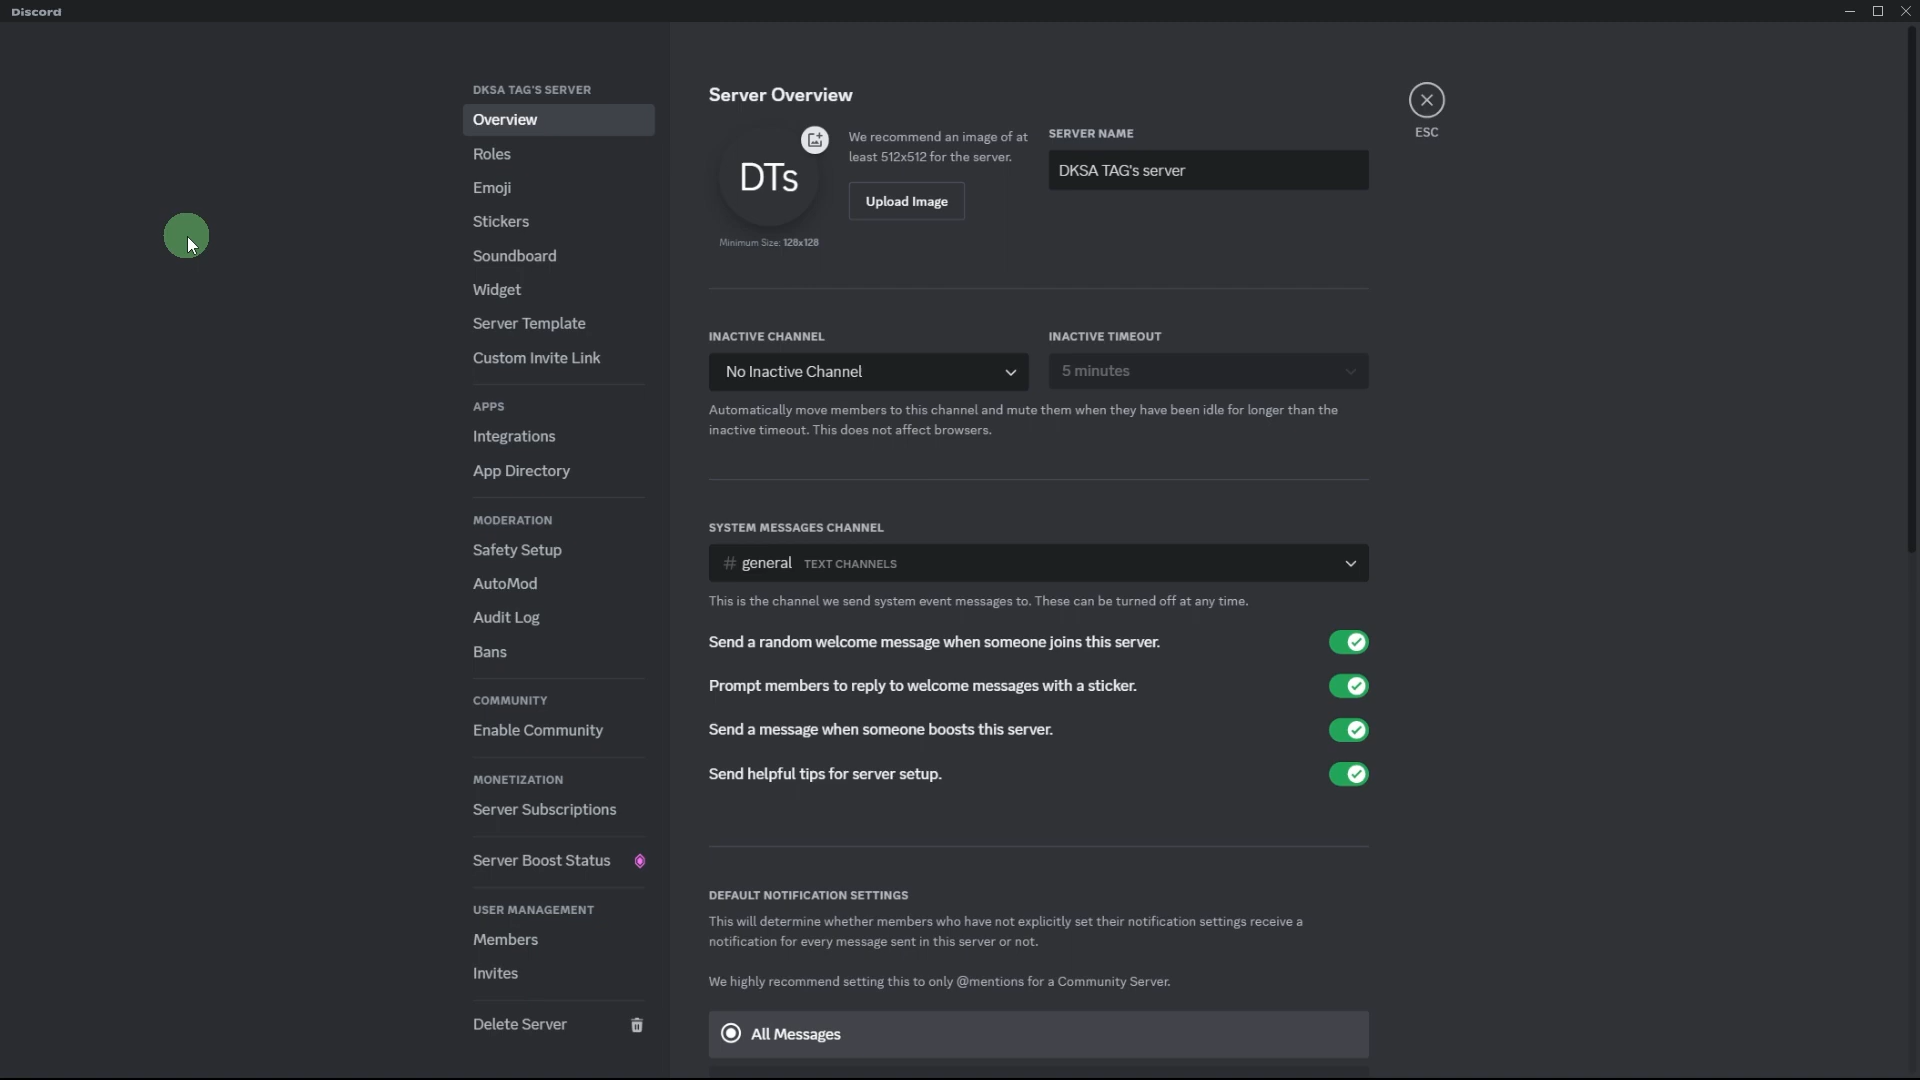 Discord
DKSA TAG'S SERVER
Overview
Roles
Emoji
Stickers
Soundboard
Widget
Server Template
Custom Invite Link
APPS
Integrations
App Directory
MODERATION
Safety Setup
AutoMod
Audit Log
Bans
COMMUNITY
Enable Community
MONETIZATION
Server Subscriptions
Server Boost Status
USER MANAGEMENT
Members
Invites
Delete Server
Server Overview
DTs
Minimum Size: 128x128
We recommend an image of at
least 512x512 for the server.
Upload Image
SERVER NAME
DKSA TAG's server
ESC
INACTIVE CHANNEL
No Inactive Channel
INACTIVE TIMEOUT
5 minutes
Automatically move members to this channel and mute them when they have been idle for longer than the
inactive timeout. This does not affect browsers.
SYSTEM MESSAGES CHANNEL
# general TEXT CHANNELS
This is the channel we send system event messages to. These can be turned off at any time.
Send a random welcome message when someone joins this server.
Prompt members to reply to welcome messages with a sticker.
Send a message when someone boosts this server.
Send helpful tips for server setup.
DEFAULT NOTIFICATION SETTINGS
This will determine whether members who have not explicitly set their notification settings receive a
notification for every message sent in this server or not.
We highly recommend setting this to only @mentions for a Community Server.
All Messages